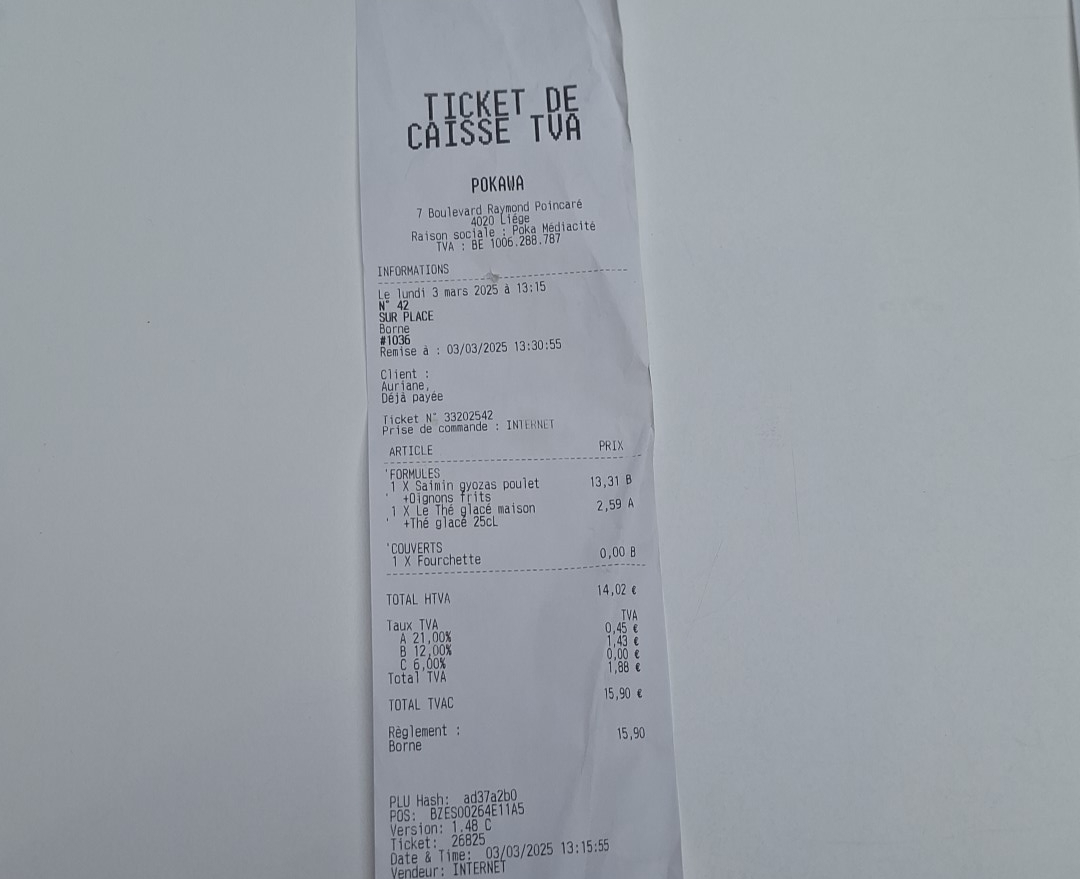 TICKET DE
CAISSE TVA
POKAWA
7 Boulevard Raymond Poincaré
4020 Liège
Raison sociale : Poka Médiacité
TVA : BE 1006.288.787
INFORMATIONS
Le lundi 3 mars 2025 à 13:15
N° 42
SUR PLACE
Borne
#1036
Remise à : 03/03/2025 13:30:55
Client :
Auriane,
Déjà payée
Ticket N° 33202542
Prise de commande : INTERNET
ARTICLE PRIX
'FORMULES
1 X Saimin gyozas poulet 13,31 B
' +Oignons frits
1 X Le Thé glacé maison 2,59 A
' +Thé glacé 25cL
'COUVERTS
1 X Fourchette 0,00 B
TOTAL HTVA 14,02 €
Taux TVA TVA
A 21,00% 0,45 €
B 12,00% 1,43 €
C 6,00% 0,00 €
Total TVA 1,88 €
TOTAL TVAC 15,90 €
Règlement :
Borne 15,90
PLU Hash: ad37a2b0
POS: BZES00264E11A5
Version: 1.48 C
Ticket: 26825
Date & Time: 03/03/2025 13:15:55
Vendeur: INTERNET